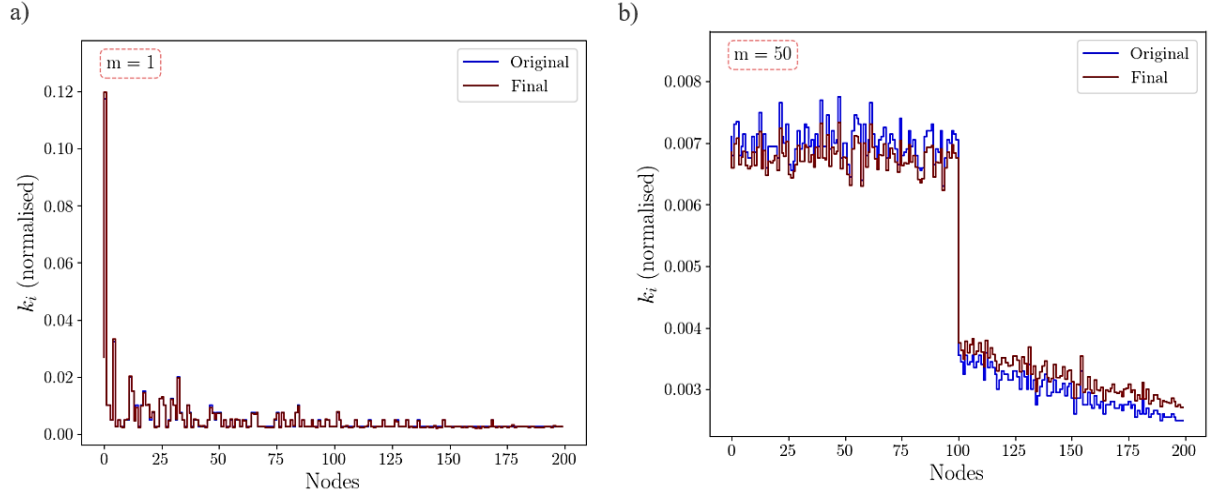 a)
m = 1
Original
Final
0.12
0.10
0.08
0.06
0.04
0.02
0.00
k_i (normalised)
0 25 50 75 100 125 150 175 200
Nodes
b)
m = 50
Original
Final
0.008
0.007
0.006
0.005
0.004
0.003
k_i (normalised)
0 25 50 75 100 125 150 175 200
Nodes